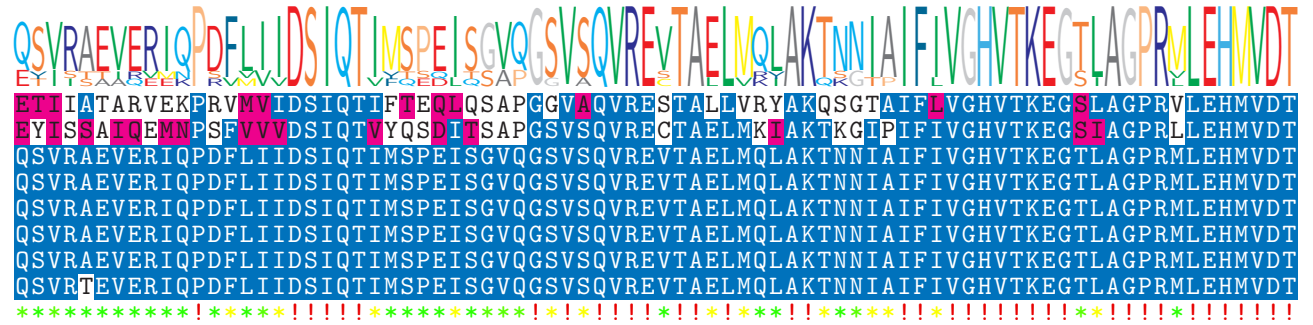 QSVRAEVERIQPDFLIIDSIQTIMSPEISGVQGSVSQVREVTAELMQLAKTNNIAIFIVGHVTKEGTLAGPRMLEHMVDT
ETIIATARVEKPRVMVIDSIQTIFTEQLQSAPGGVAQVRESTALLVRYAKQSGTAIFLVGHVTKEGSLAGPRVLEHMVDT
EYISSAIQEMNPSFVVVDSIQTVYQSDITSAPGSVSQVRECTAELMKIAKTKGIPIFIVGHVTKEGSIAGPRLLEHMVDT
QSVRAEVERIQPDFLIIDSIQTIMSPEISGVQGSVSQVREVTAELMQLAKTNNIAIFIVGHVTKEGTLAGPRMLEHMVDT
QSVRAEVERIQPDFLIIDSIQTIMSPEISGVQGSVSQVREVTAELMQLAKTNNIAIFIVGHVTKEGTLAGPRMLEHMVDT
QSVRAEVERIQPDFLIIDSIQTIMSPEISGVQGSVSQVREVTAELMQLAKTNNIAIFIVGHVTKEGTLAGPRMLEHMVDT
QSVRAEVERIQPDFLIIDSIQTIMSPEISGVQGSVSQVREVTAELMQLAKTNNIAIFIVGHVTKEGTLAGPRMLEHMVDT
QSVRAEVERIQPDFLIIDSIQTIMSPEISGVQGSVSQVREVTAELMQLAKTNNIAIFIVGHVTKEGTLAGPRMLEHMVDT
QSVRTEVERIQPDFLIIDSIQTIMSPEISGVQGSVSQVREVTAELMQLAKTNNIAIFIVGHVTKEGTLAGPRMLEHMVDT
***********!*****!!!!!**********!*!*!!!!*!!*!***!!*****!!*!!!!!!!!**!!!!*!!!!!!!